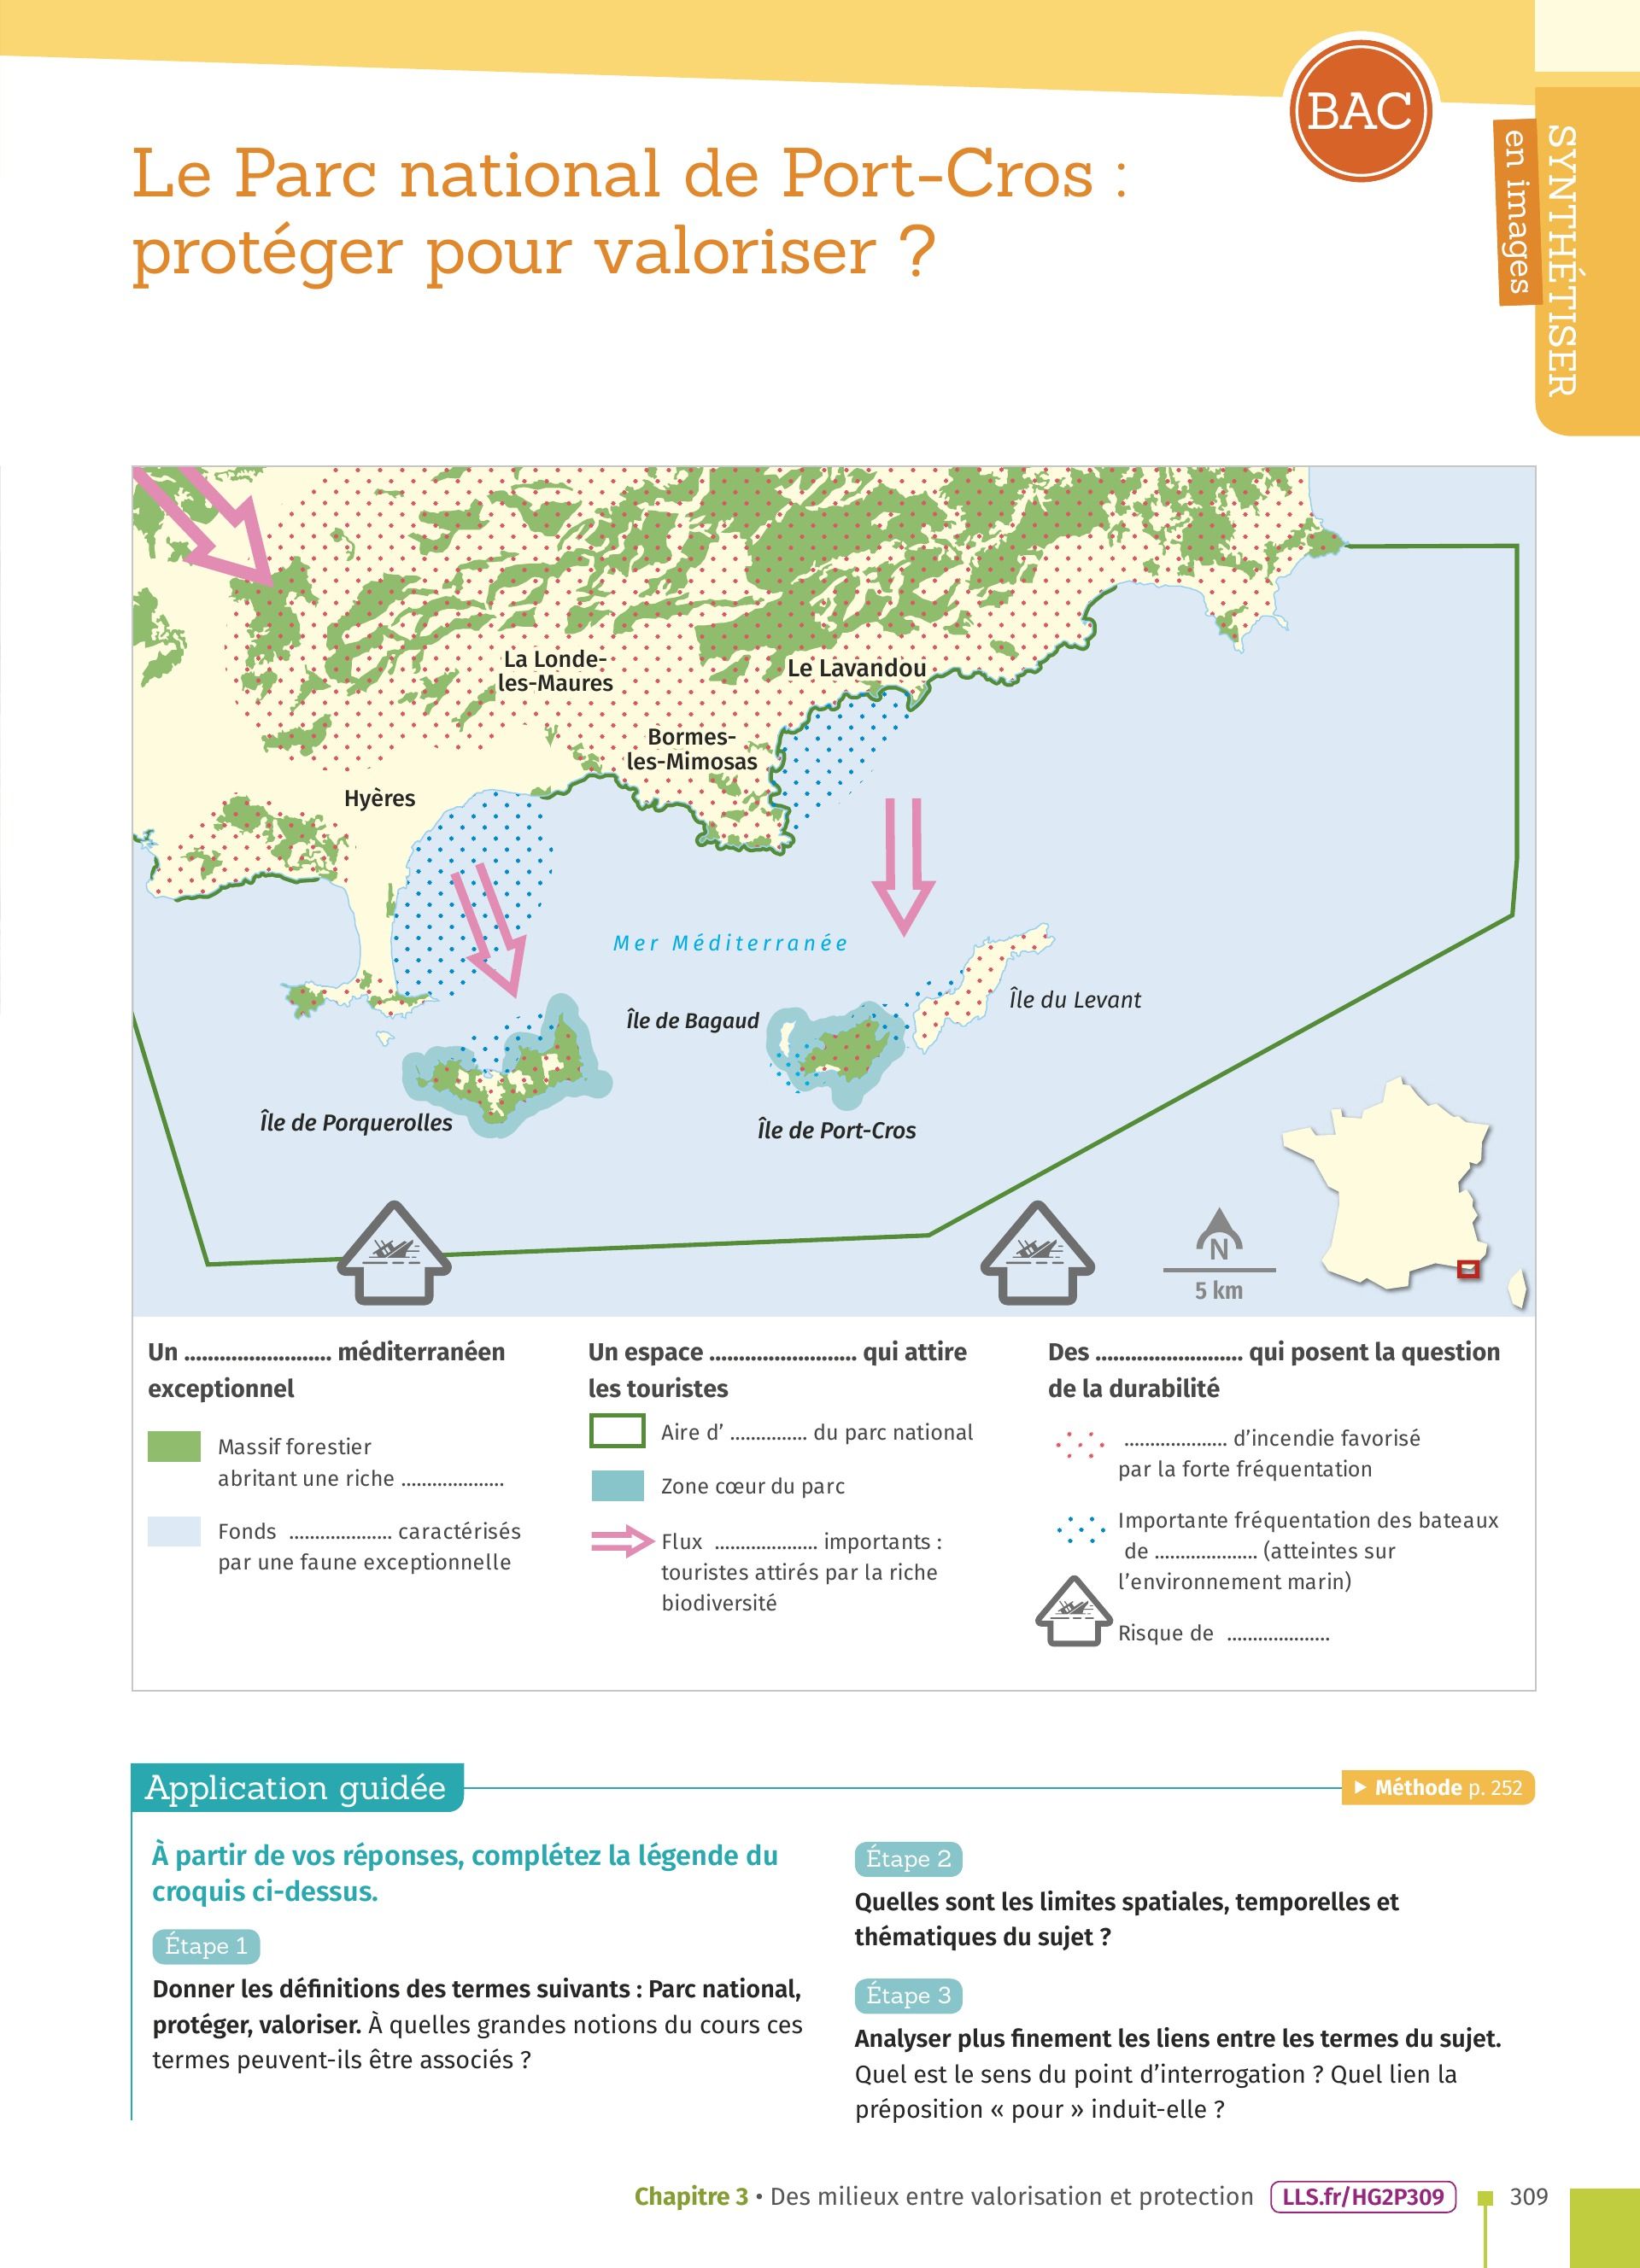 BAC
SYNTHÉTISER
en images
Le Parc national de Port-Cros :
protéger pour valoriser ?
La Londe-
les-Maures
Le Lavandou
Bormes-
les-Mimosas
Hyères
Mer Méditerranée
Île du Levant
Île de Bagaud
Île de Porquerolles
Île de Port-Cros
N
5 km
Un ......................... méditerranéen
exceptionnel
Massif forestier
abritant une riche ....................
Fonds .................... caractérisés
par une faune exceptionnelle
Un espace ......................... qui attire
les touristes
Aire d’ ............... du parc national
Zone cœur du parc
Flux .................... importants :
touristes attirés par la riche
biodiversité
Des ......................... qui posent la question
de la durabilité
.................... d’incendie favorisé
par la forte fréquentation
Importante fréquentation des bateaux
de .................... (atteintes sur
l’environnement marin)
Risque de ....................
Application guidée
Méthode p. 252
À partir de vos réponses, complétez la légende du
croquis ci-dessus.
Étape 1
Donner les définitions des termes suivants : Parc national,
protéger, valoriser. À quelles grandes notions du cours ces
termes peuvent-ils être associés ?
Étape 2
Quelles sont les limites spatiales, temporelles et
thématiques du sujet ?
Étape 3
Analyser plus finement les liens entre les termes du sujet.
Quel est le sens du point d’interrogation ? Quel lien la
préposition « pour » induit-elle ?
Chapitre 3 • Des milieux entre valorisation et protection LLS.fr/HG2P309 309